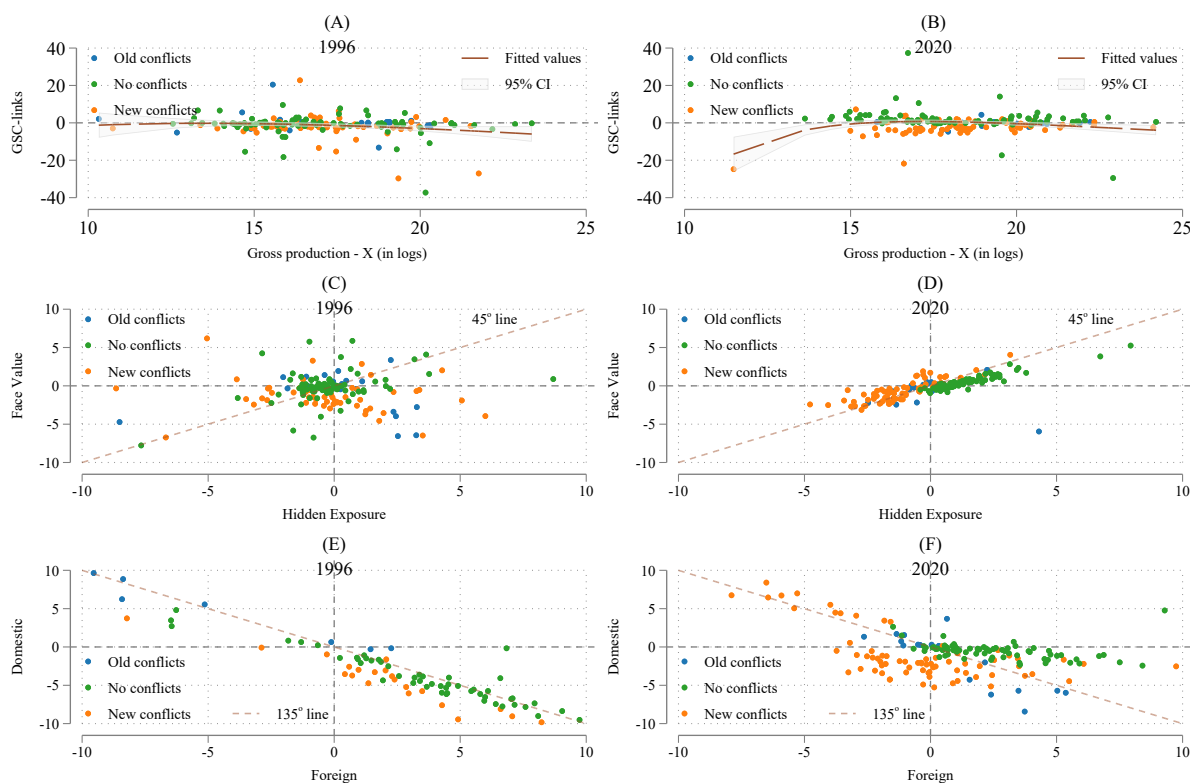 (A)
1996
GSC-links
40
20
0
-20
-40
Old conflicts
No conflicts
New conflicts
Fitted values
95% CI
10
15
20
25
Gross production - X (in logs)
(B)
2020
GSC-links
40
20
0
-20
-40
Old conflicts
No conflicts
New conflicts
Fitted values
95% CI
10
15
20
25
Gross production - X (in logs)
(C)
1996
Face Value
10
5
0
-5
-10
Old conflicts
No conflicts
New conflicts
45° line
-10
-5
0
5
10
Hidden Exposure
(D)
2020
Face Value
10
5
0
-5
-10
Old conflicts
No conflicts
New conflicts
45° line
-10
-5
0
5
10
Hidden Exposure
(E)
1996
Domestic
10
5
0
-5
-10
Old conflicts
No conflicts
New conflicts
135° line
-10
-5
0
5
10
Foreign
(F)
2020
Domestic
10
5
0
-5
-10
Old conflicts
No conflicts
New conflicts
135° line
-10
-5
0
5
10
Foreign